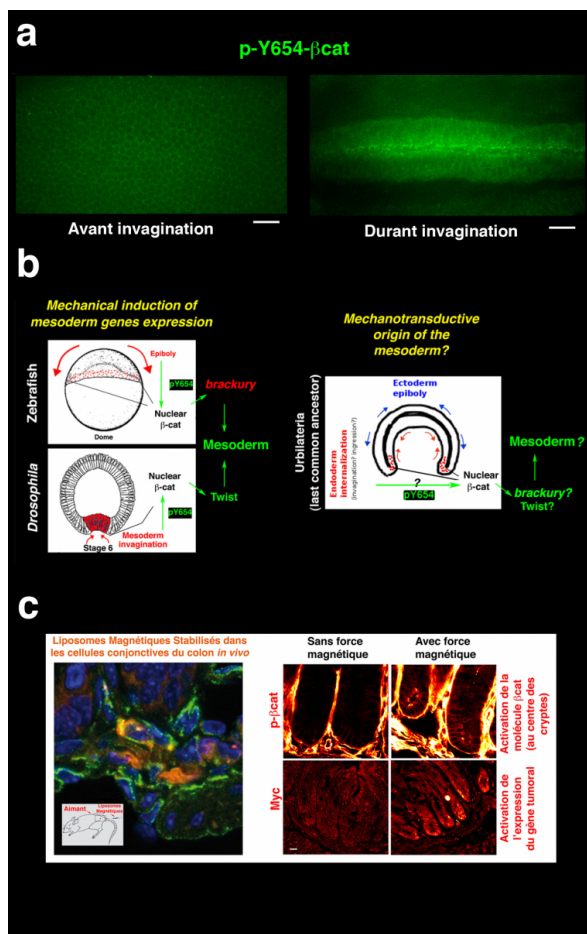 a
p-Y654-βcat
Avant invagination
Durant invagination
b
Mechanical induction of
mesoderm genes expression
Zebrafish
Epiboly
pY654
brackury
Nuclear
β-cat
Dome
Mesoderm
Drosophila
Nuclear
β-cat
pY654
Twist
Mesoderm
invagination
Stage 6
Mechanotransductive
origin of the
mesoderm?
Urbilateria
(last common ancestor)
Ectoderm
epiboly
Endoderm
internalization
(invagination? ingression?)
?
pY654
Nuclear
β-cat
Mesoderm?
brackury?
Twist?
c
Liposomes Magnétiques Stabilisés dans
les cellules conjonctives du colon in vivo
Aimant
Liposomes
Magnétiques
Sans force
magnétique
Avec force
magnétique
p-βcat
Activation de la
molécule βcat
(au centre des
cryptes)
Myc
Activation de
l'expression
du gène tumoral